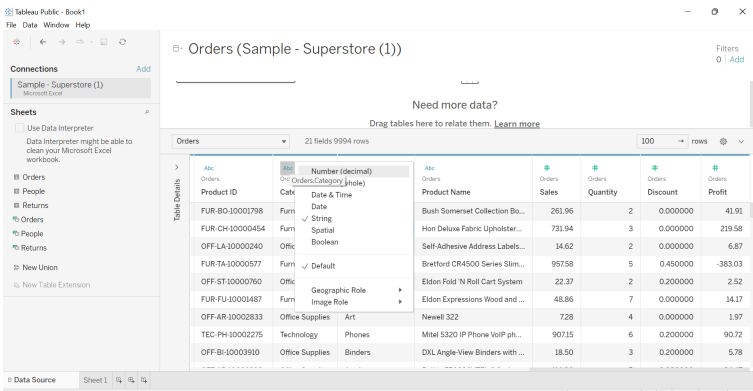 Tableau Public - Book1
File Data Window Help
Connections Add
Sample - Superstore (1)
Microsoft Excel
Sheets
Use Data Interpreter
Data Interpreter might be able to
clean your Microsoft Excel
workbook.
Orders
People
Returns
Orders
People
Returns
New Union
New Table Extension
Orders (Sample - Superstore (1))
Filters
0 Add
Need more data?
Drag tables here to relate them. Learn more
Orders 21 fields 9994 rows 100 rows
Table Details
Abc Abc Abc # # # #
Orders Orders Orders Orders Orders Orders
Product ID Product Name Sales Quantity Discount Profit
Number (decimal)
Orders.Category
Date & Time
Date
String
Spatial
Boolean
Default
Geographic Role
Image Role
FUR-BO-10001798 Bush Somerset Collection Bo... 261.96 2 0.000000 41.91
FUR-CH-10000454 Hon Deluxe Fabric Upholster... 731.94 3 0.000000 219.58
OFF-LA-10000240 Self-Adhesive Address Labels... 14.62 2 0.000000 6.87
FUR-TA-10000577 Bretford CR4500 Series Slim... 957.58 5 0.450000 -383.03
OFF-ST-10000760 Eldon Fold 'N Roll Cart System 22.37 2 0.200000 2.52
FUR-FU-10001487 Eldon Expressions Wood and ... 48.86 7 0.000000 14.17
OFF-AR-10002833 Office Supplies Art Newell 322 7.28 4 0.000000 1.97
TEC-PH-10002275 Technology Phones Mitel 5320 IP Phone VoIP ph... 907.15 6 0.200000 90.72
OFF-BI-10003910 Office Supplies Binders DXL Angle-View Binders with ... 18.50 3 0.200000 5.78
Data Source Sheet 1